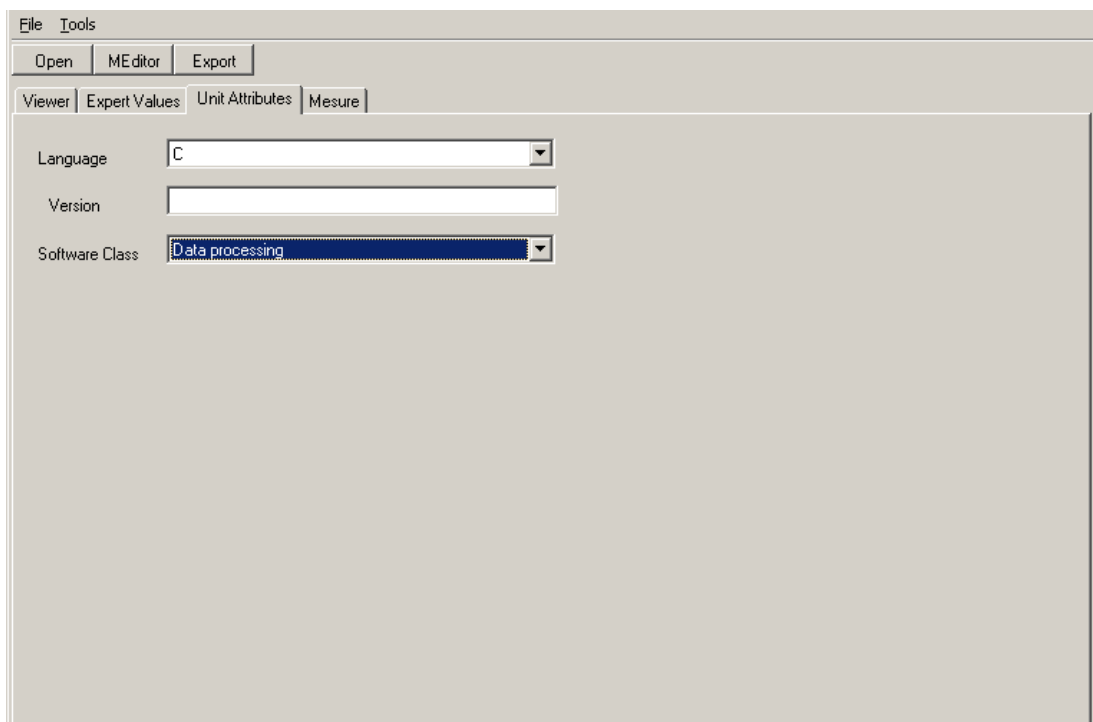 File Tools
Open MEditor Export
Viewer Expert Values Unit Attributes Mesure
Language C
Version
Software Class Data processing